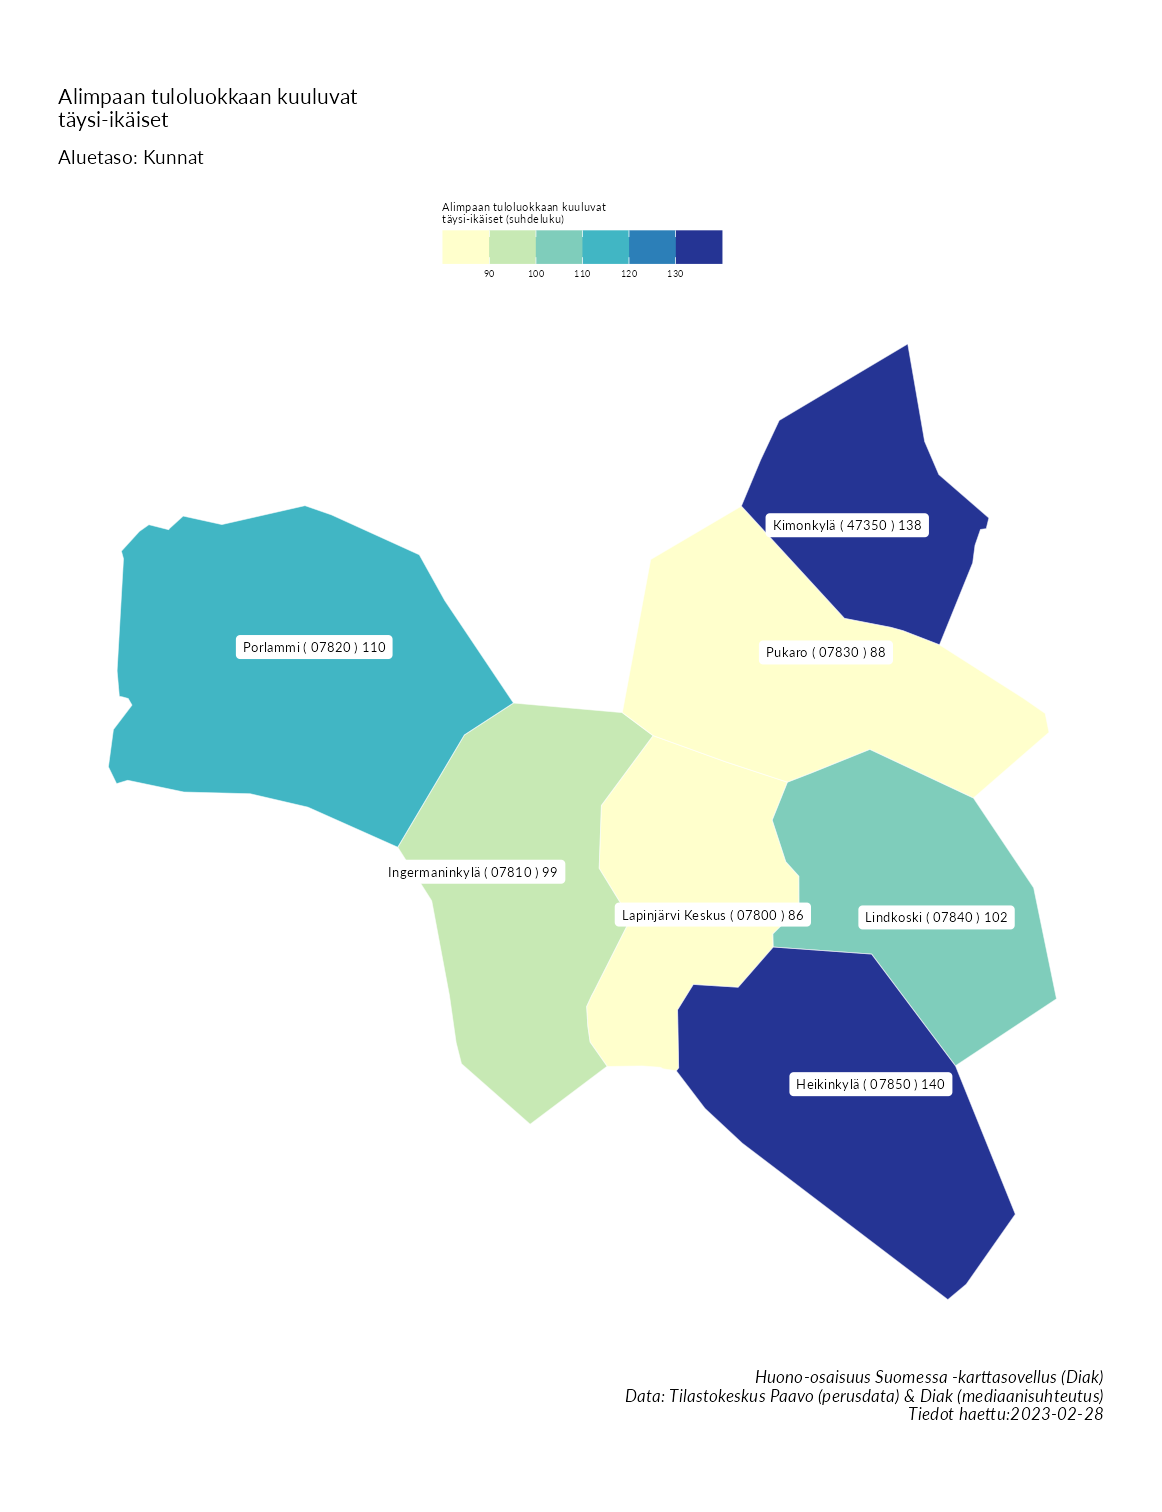 Alimpaan tuloluokkaan kuuluvat
täysi-ikäiset
Aluetaso: Kunnat
Alimpaan tuloluokkaan kuuluvat
täysi-ikäiset (suhdeluku)
90 100 110 120 130
Kimonkylä ( 47350 ) 138
Porlammi ( 07820 ) 110
Pukaro ( 07830 ) 88
Ingermaninkylä ( 07810 ) 99
Lapinjärvi Keskus ( 07800 ) 86
Lindkoski ( 07840 ) 102
Heikinkylä ( 07850 ) 140
Huono-osaisuus Suomessa -karttasovellus (Diak)
Data: Tilastokeskus Paavo (perusdata) & Diak (mediaanisuhteutus)
Tiedot haettu:2023-02-28